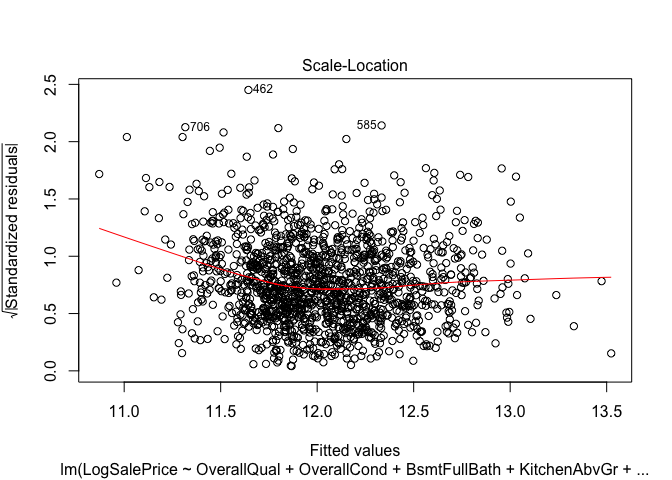 Scale-Location
√|Standardized residuals|
2.5
2.0
1.5
1.0
0.5
0.0
462
706
585
11.0 11.5 12.0 12.5 13.0 13.5
Fitted values
lm(LogSalePrice ~ OverallQual + OverallCond + BsmtFullBath + KitchenAbvGr + ...